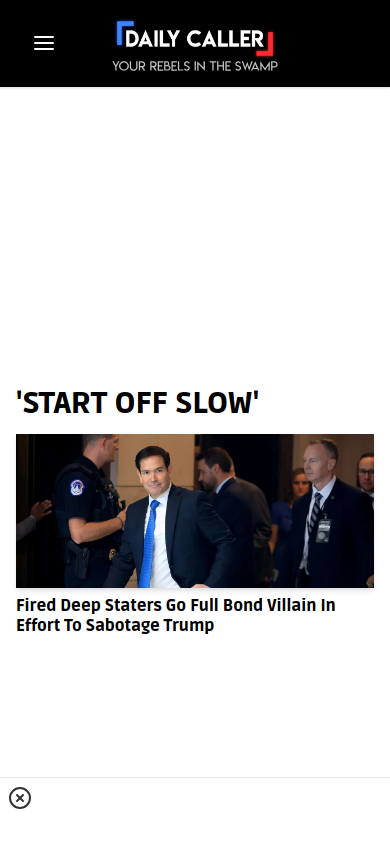 DAILY CALLER
YOUR REBELS IN THE SWAMP
'START OFF SLOW'
Fired Deep Staters Go Full Bond Villain In
Effort To Sabotage Trump